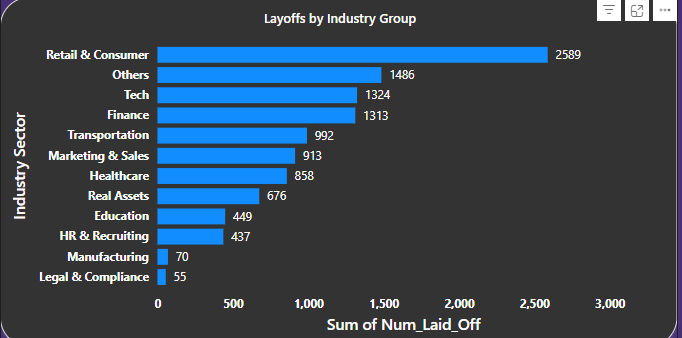 Layoffs by Industry Group
Industry Sector
Retail & Consumer 2589
Others 1486
Tech 1324
Finance 1313
Transportation 992
Marketing & Sales 913
Healthcare 858
Real Assets 676
Education 449
HR & Recruiting 437
Manufacturing 70
Legal & Compliance 55
0 500 1,000 1,500 2,000 2,500 3,000
Sum of Num_Laid_Off